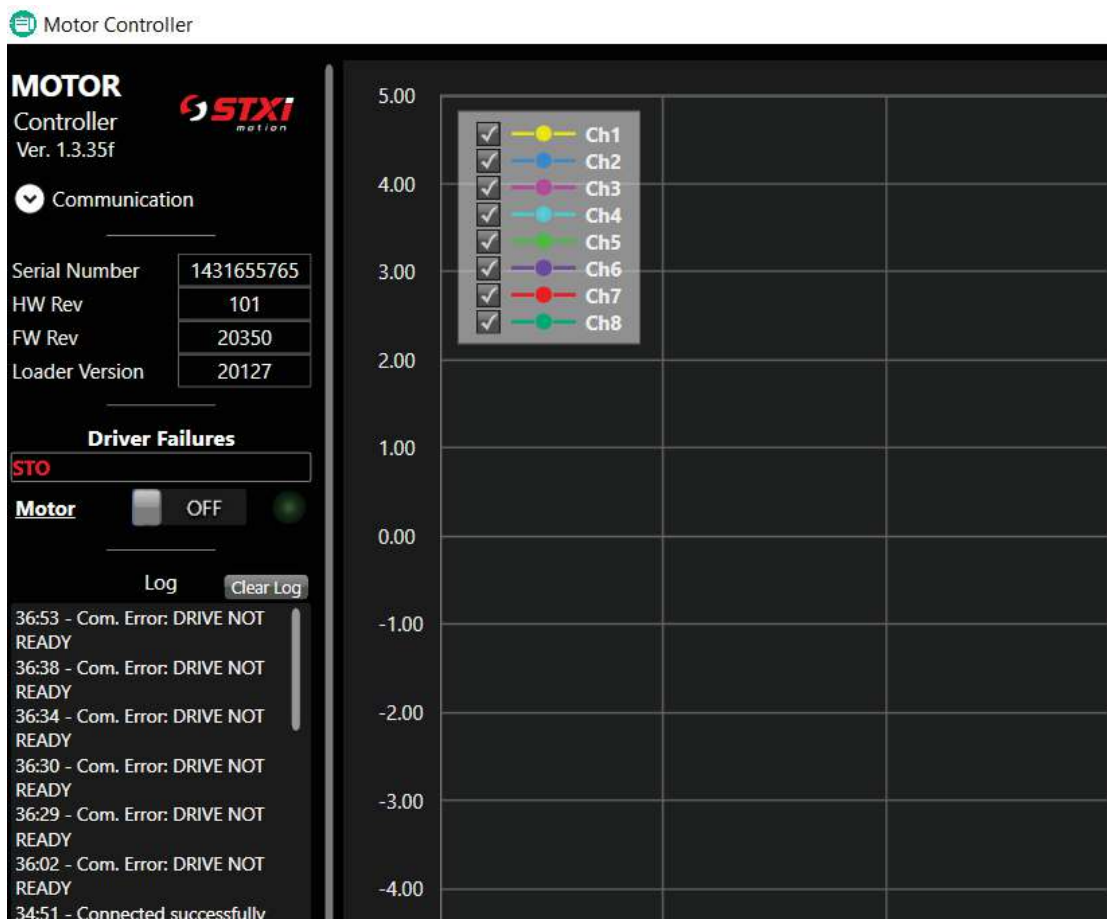 Motor Controller
MOTOR
Controller
Ver. 1.3.35f
STXi
motion
Communication
Serial Number 1431655765
HW Rev 101
FW Rev 20350
Loader Version 20127
Driver Failures
STO
Motor OFF
Log Clear Log
36:53 - Com. Error: DRIVE NOT
READY
36:38 - Com. Error: DRIVE NOT
READY
36:34 - Com. Error: DRIVE NOT
READY
36:30 - Com. Error: DRIVE NOT
READY
36:29 - Com. Error: DRIVE NOT
READY
36:02 - Com. Error: DRIVE NOT
READY
34:51 - Connected successfully
5.00
4.00
3.00
2.00
1.00
0.00
-1.00
-2.00
-3.00
-4.00
Ch1
Ch2
Ch3
Ch4
Ch5
Ch6
Ch7
Ch8